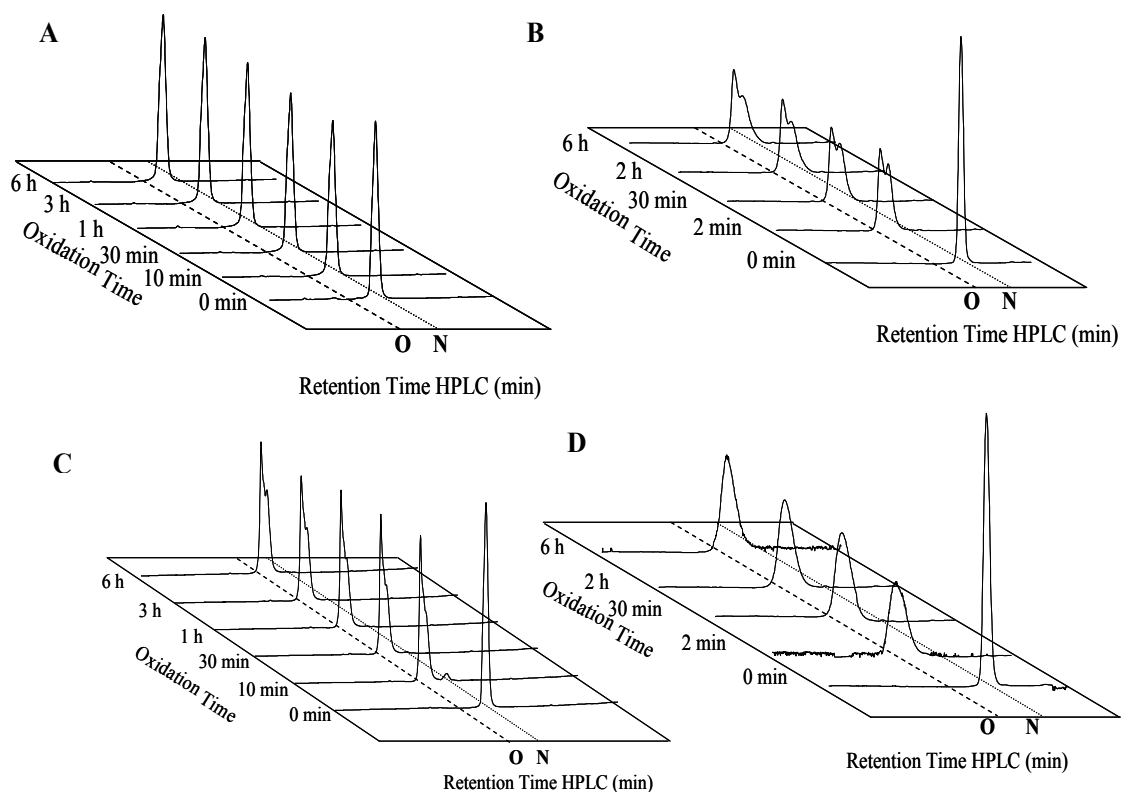 A
6 h
3 h
1 h
30 min
10 min
0 min
Oxidation Time
O N
Retention Time HPLC (min)
B
6 h
2 h
30 min
2 min
0 min
Oxidation Time
O N
Retention Time HPLC (min)
C
6 h
3 h
1 h
30 min
10 min
0 min
Oxidation Time
O N
Retention Time HPLC (min)
D
6 h
2 h
30 min
2 min
0 min
Oxidation Time
O N
Retention Time HPLC (min)